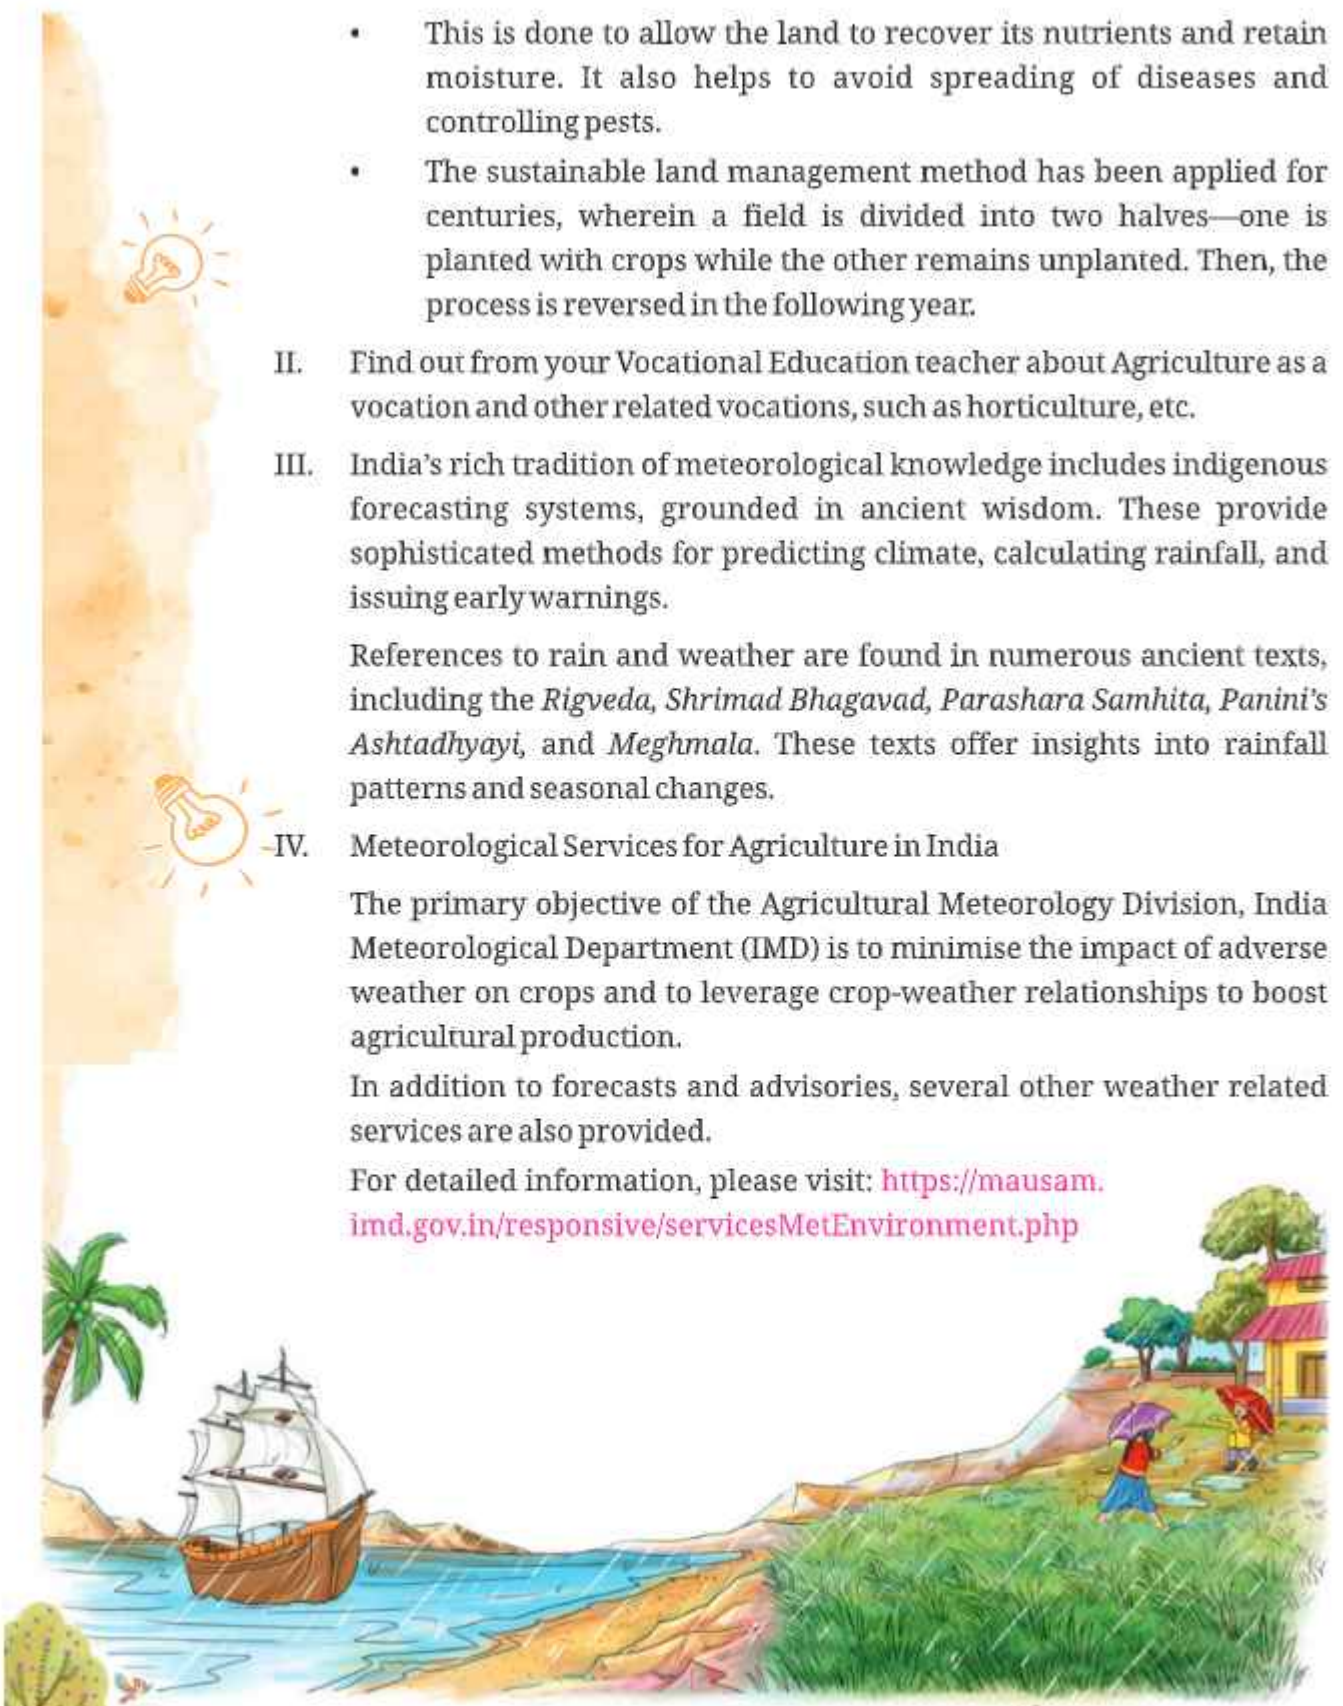 • This is done to allow the land to recover its nutrients and retain
moisture. It also helps to avoid spreading of diseases and
controlling pests.
• The sustainable land management method has been applied for
centuries, wherein a field is divided into two halves—one is
planted with crops while the other remains unplanted. Then, the
process is reversed in the following year.
II. Find out from your Vocational Education teacher about Agriculture as a
vocation and other related vocations, such as horticulture, etc.
III. India's rich tradition of meteorological knowledge includes indigenous
forecasting systems, grounded in ancient wisdom. These provide
sophisticated methods for predicting climate, calculating rainfall, and
issuing early warnings.
References to rain and weather are found in numerous ancient texts,
including the Rigveda, Shrimad Bhagavad, Parashara Samhita, Panini's
Ashtadhyayi, and Meghmala. These texts offer insights into rainfall
patterns and seasonal changes.
IV. Meteorological Services for Agriculture in India
The primary objective of the Agricultural Meteorology Division, India
Meteorological Department (IMD) is to minimise the impact of adverse
weather on crops and to leverage crop-weather relationships to boost
agricultural production.
In addition to forecasts and advisories, several other weather related
services are also provided.
For detailed information, please visit: https://mausam.
imd.gov.in/responsive/servicesMetEnvironment.php